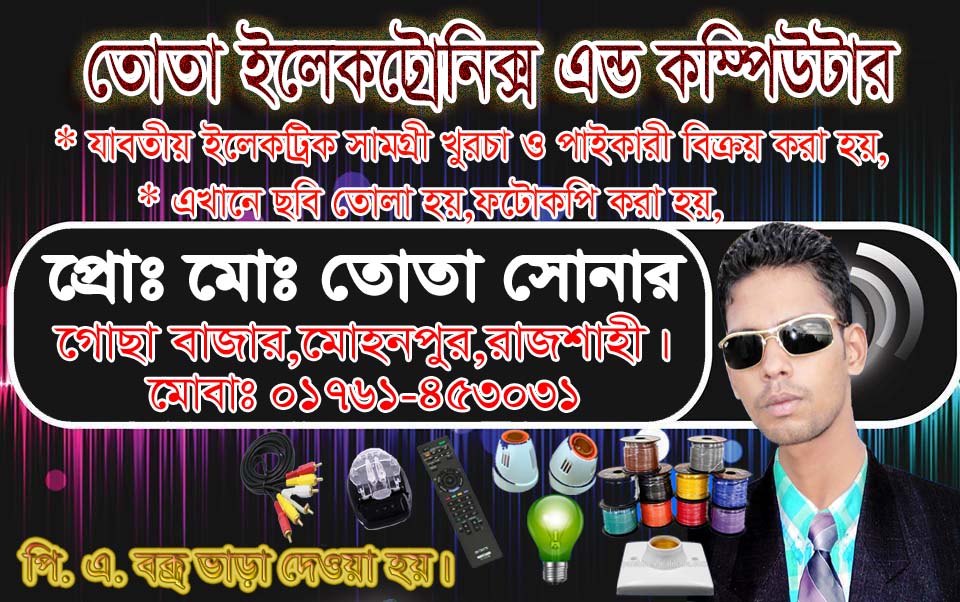 তোতা ইলেকট্রোনিক্স এন্ড কম্পিউটার
* যাবতীয় ইলেকট্রিক সামগ্রী খুরচা ও পাইকারী বিক্রয় করা হয়,
* এখানে ছবি তোলা হয়,ফটোকপি করা হয়,
প্রোঃ মোঃ তোতা সোনার
গোছা বাজার,মোহনপুর,রাজশাহী।
মোবাঃ ০১৭৬১-৪৫৩০৩১
পি. এ. বক্স ভাড়া দেওয়া হয়।